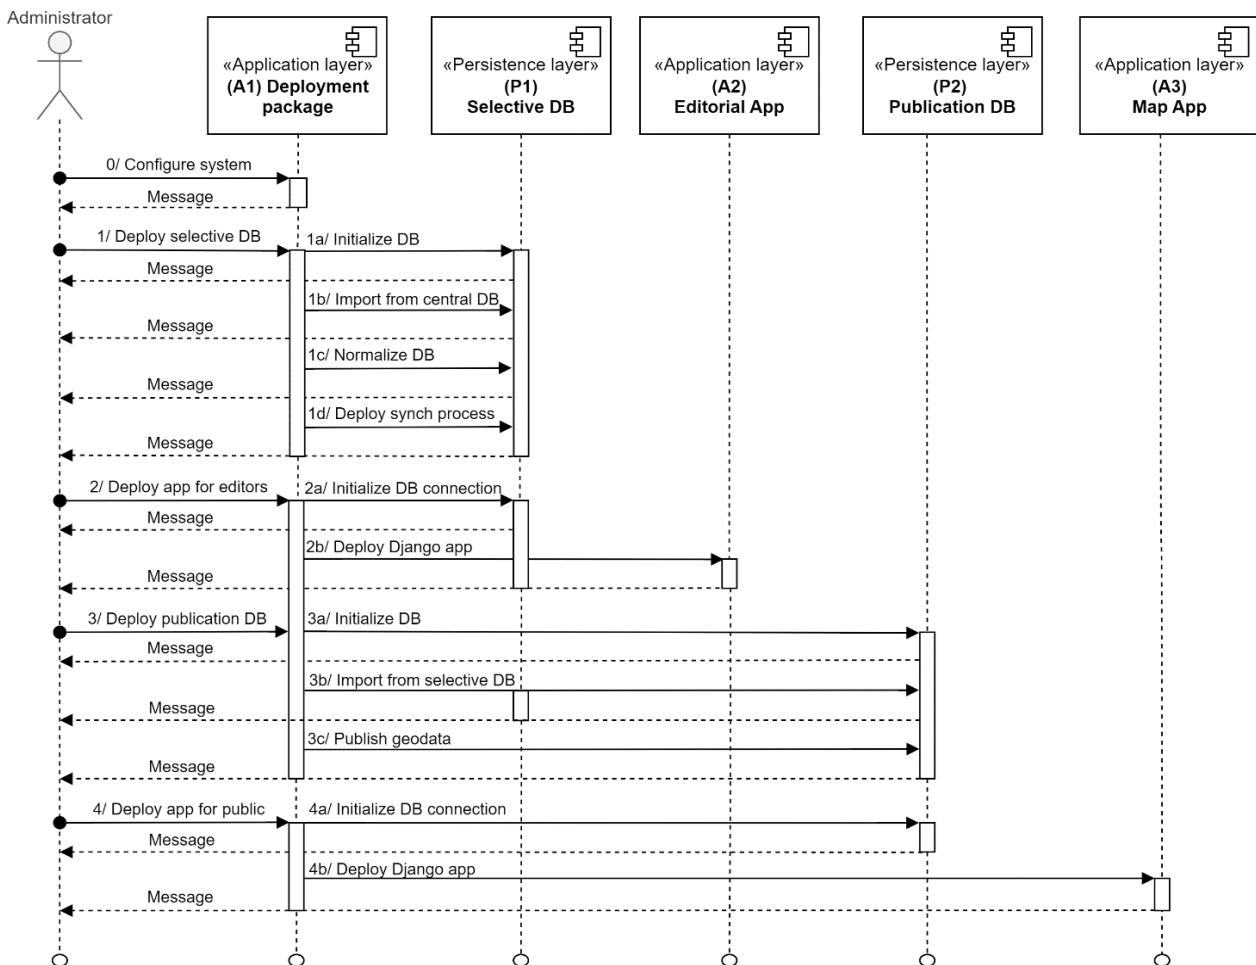 Administrator
«Application layer»
(A1) Deployment
package
«Persistence layer»
(P1)
Selective DB
«Application layer»
(A2)
Editorial App
«Persistence layer»
(P2)
Publication DB
«Application layer»
(A3)
Map App
0/ Configure system
Message
1/ Deploy selective DB
1a/ Initialize DB
Message
1b/ Import from central DB
Message
1c/ Normalize DB
Message
1d/ Deploy synch process
Message
2/ Deploy app for editors
2a/ Initialize DB connection
Message
2b/ Deploy Django app
Message
3/ Deploy publication DB
3a/ Initialize DB
Message
3b/ Import from selective DB
Message
3c/ Publish geodata
Message
4/ Deploy app for public
4a/ Initialize DB connection
Message
4b/ Deploy Django app
Message